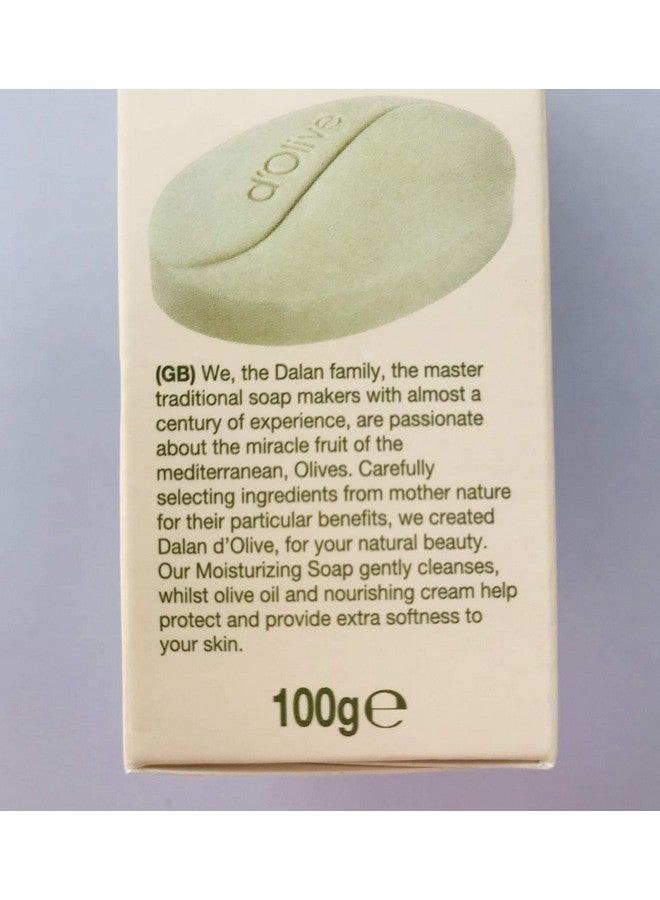 d'Olive
(GB) We, the Dalan family, the master
traditional soap makers with almost a
century of experience, are passionate
about the miracle fruit of the
mediterranean, Olives. Carefully
selecting ingredients from mother nature
for their particular benefits, we created
Dalan d'Olive, for your natural beauty.
Our Moisturizing Soap gently cleanses,
whilst olive oil and nourishing cream help
protect and provide extra softness to
your skin.
100g℮